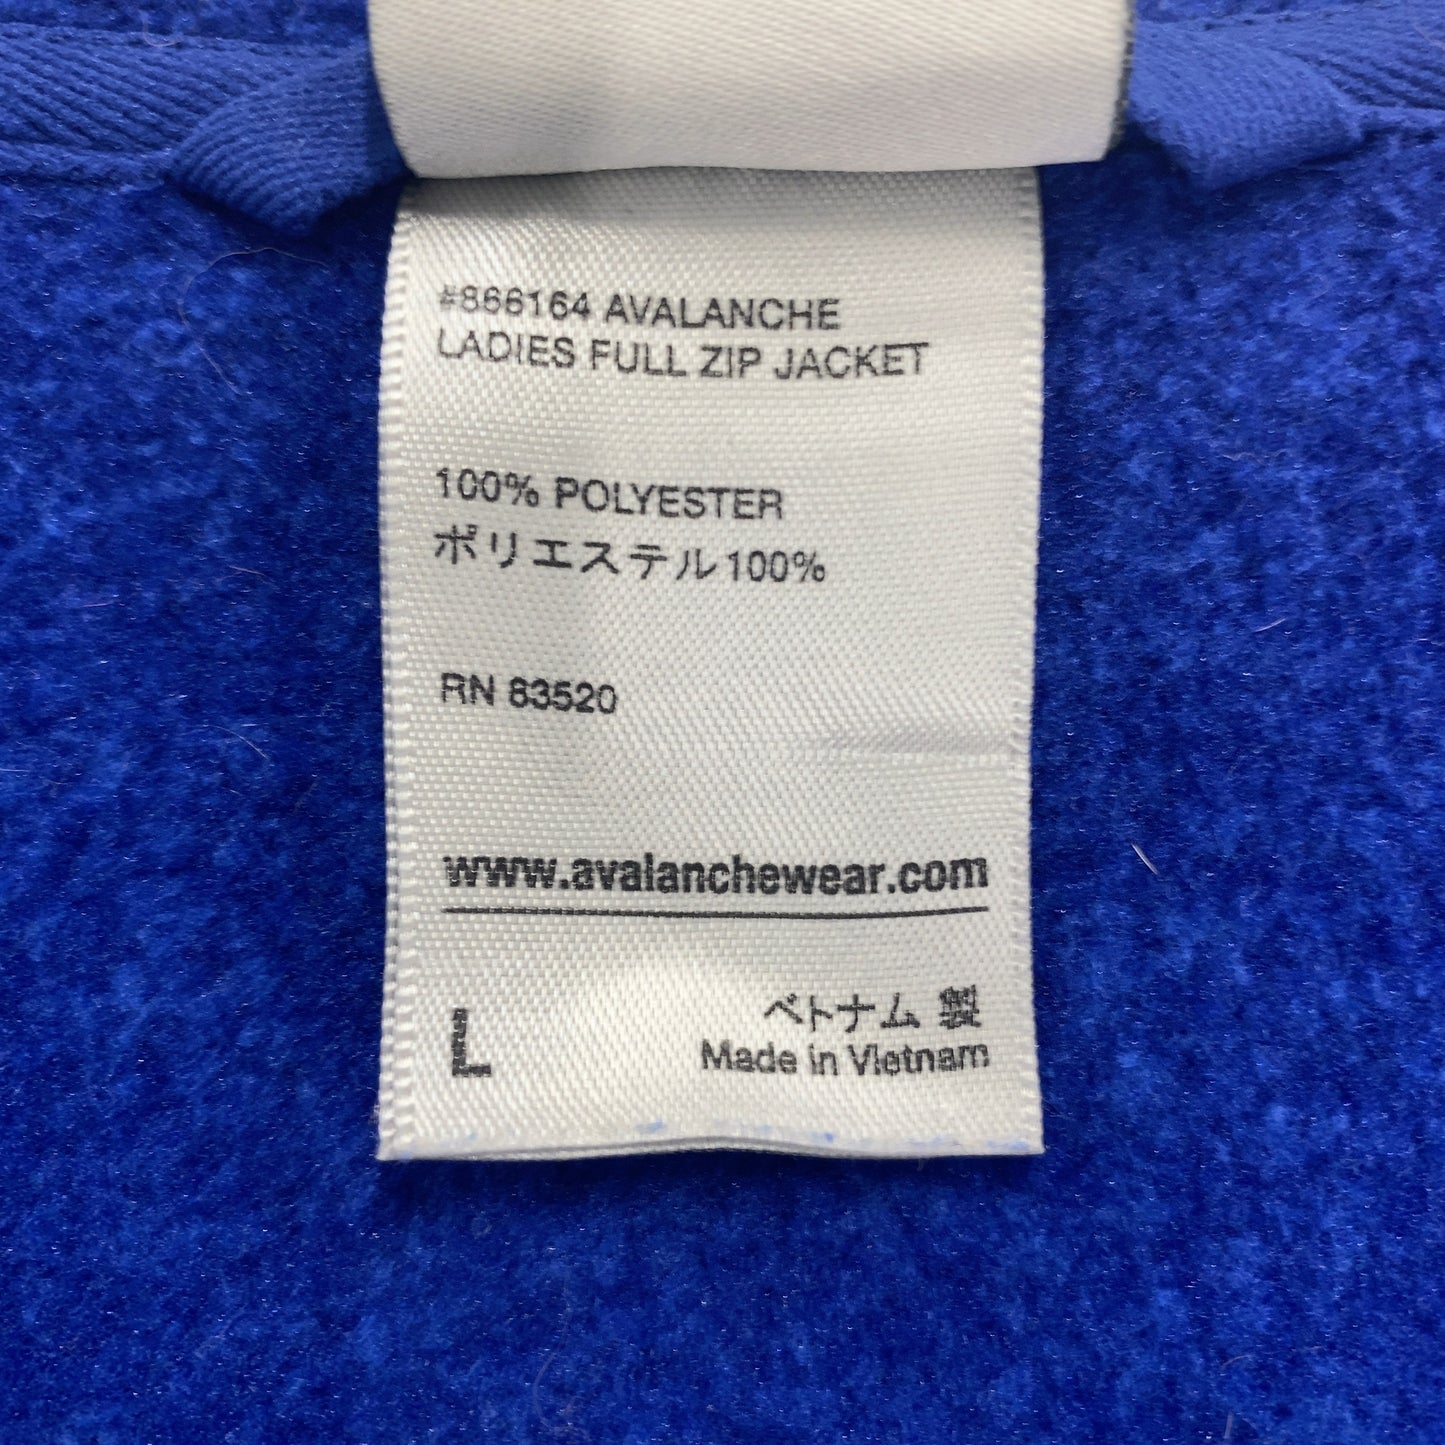 #866164 AVALANCHE
LADIES FULL ZIP JACKET
100% POLYESTER
ポリエステル100%
RN 83520
www.avalanchewear.com
L
ベトナム 製
Made in Vietnam